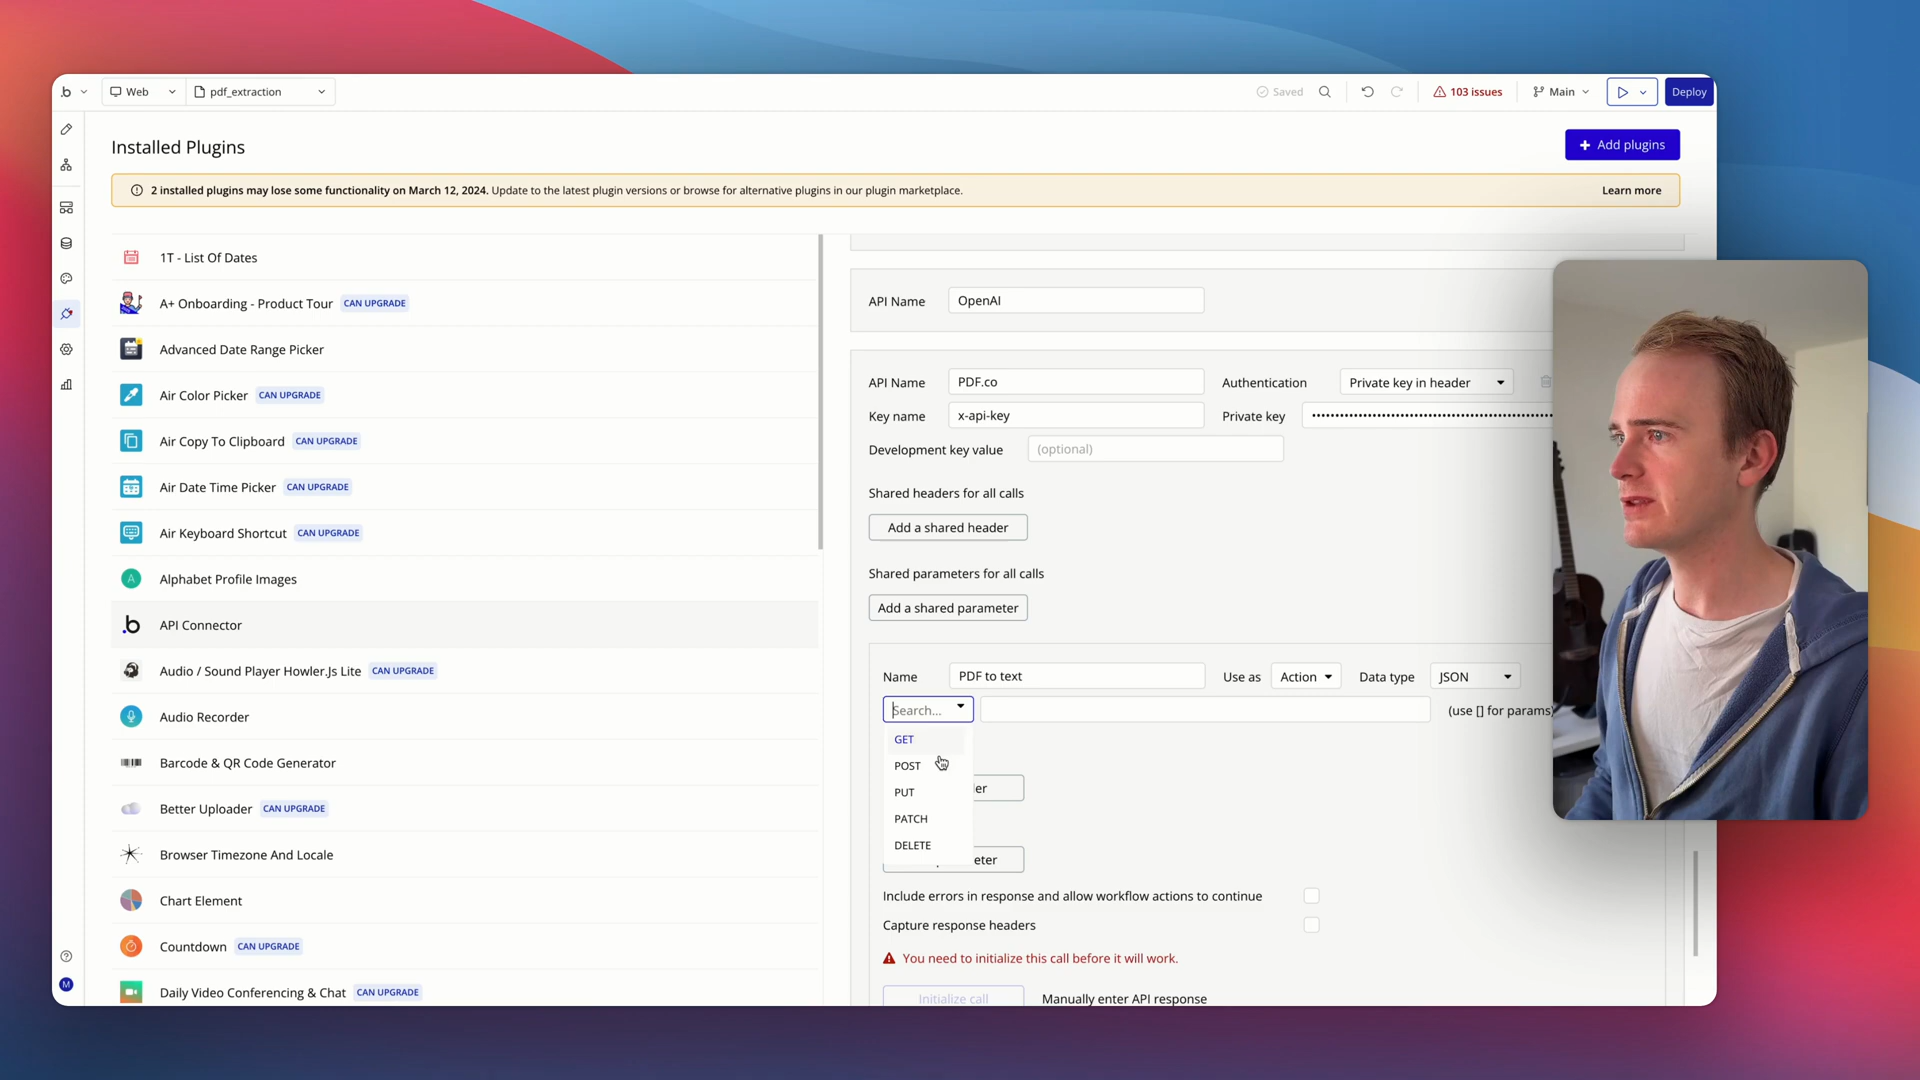 Web
pdf_extraction
Saved
103 issues
Main
Deploy
Installed Plugins
+ Add plugins
2 installed plugins may lose some functionality on March 12, 2024. Update to the latest plugin versions or browse for alternative plugins in our plugin marketplace.
Learn more
1T - List Of Dates
A+ Onboarding - Product Tour CAN UPGRADE
Advanced Date Range Picker
Air Color Picker CAN UPGRADE
Air Copy To Clipboard CAN UPGRADE
Air Date Time Picker CAN UPGRADE
Air Keyboard Shortcut CAN UPGRADE
A Alphabet Profile Images
b API Connector
Audio / Sound Player Howler.Js Lite CAN UPGRADE
Audio Recorder
Barcode & QR Code Generator
Better Uploader CAN UPGRADE
Browser Timezone And Locale
Chart Element
Countdown CAN UPGRADE
Daily Video Conferencing & Chat CAN UPGRADE
M
API Name OpenAI
API Name PDF.co Authentication Private key in header
Key name x-api-key Private key
Development key value (optional)
Shared headers for all calls
Add a shared header
Shared parameters for all calls
Add a shared parameter
Name PDF to text Use as Action Data type JSON
Search... (use [] for params)
GET
POST
PUT
PATCH
DELETE
er
eter
Include errors in response and allow workflow actions to continue
Capture response headers
You need to initialize this call before it will work.
Initialize call Manually enter API response